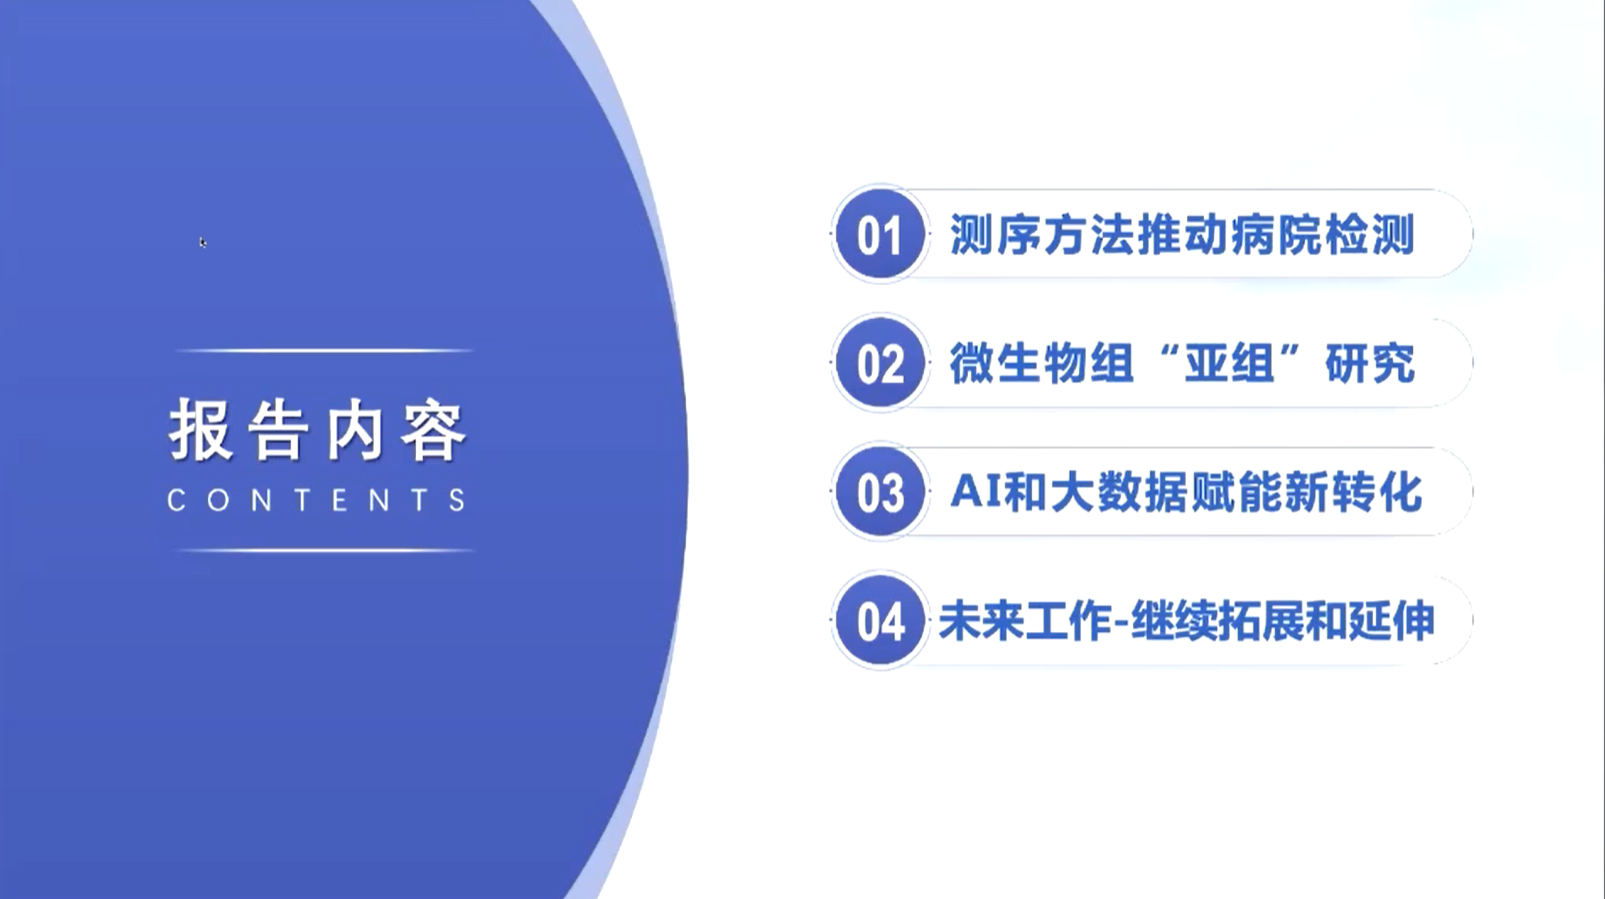 报告内容
CONTENTS
01 测序方法推动病院检测
02 微生物组“亚组”研究
03 AI和大数据赋能新转化
04 未来工作-继续拓展和延伸